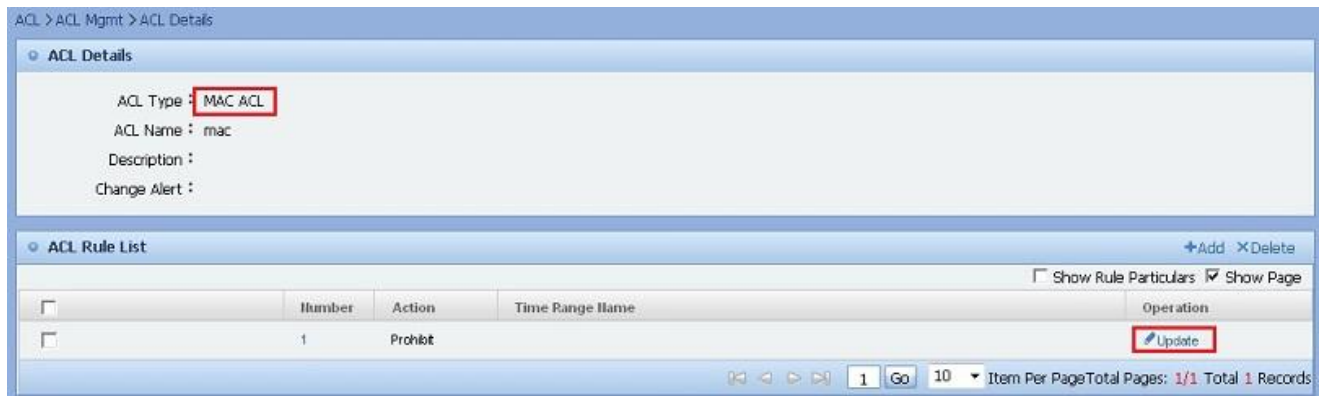 ACL > ACL Mgmt > ACL Details
ACL Details
ACL Type : MAC ACL
ACL Name : mac
Description :
Change Alert :
ACL Rule List +Add ×Delete
Show Rule Particulars Show Page
Number Action Time Range Name Operation
1 Prohibit Update
1 Go 10 Item Per PageTotal Pages: 1/1 Total 1 Records